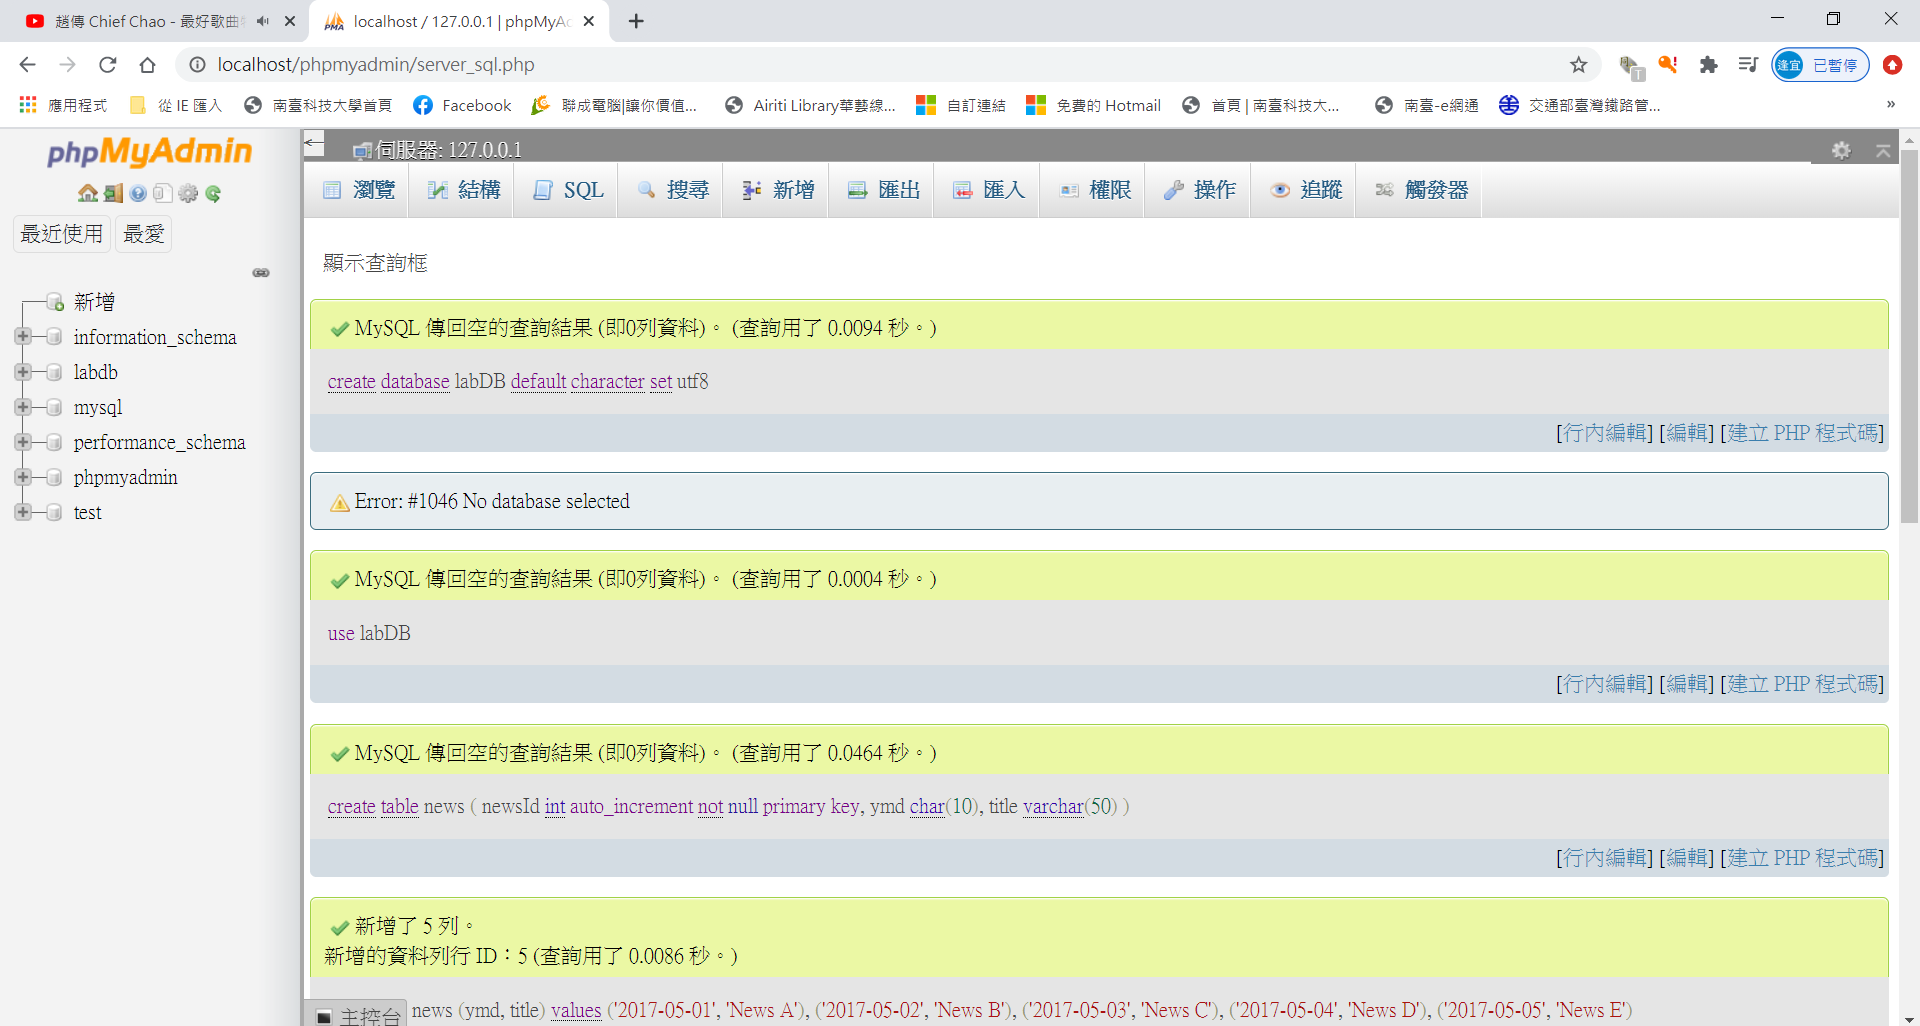 趙傳 Chief Chao - 最好歌曲
localhost / 127.0.0.1 | phpMyAd
localhost/phpmyadmin/server_sql.php
逢宜 已暫停
應用程式 從 IE 匯入 南臺科技大學首頁 Facebook 聯成電腦|讓你價值... Airiti Library華藝線... 自訂連結 免費的 Hotmail 首頁 | 南臺科技大... 南臺-e網通 交通部臺灣鐵路管... »
phpMyAdmin
最近使用 最愛
新增
information_schema
labdb
mysql
performance_schema
phpmyadmin
test
伺服器: 127.0.0.1
瀏覽 結構 SQL 搜尋 新增 匯出 匯入 權限 操作 追蹤 觸發器
顯示查詢框
MySQL 傳回空的查詢結果 (即0列資料)。 (查詢用了 0.0094 秒。)
create database labDB default character set utf8
[行內編輯] [編輯] [建立 PHP 程式碼]
Error: #1046 No database selected
MySQL 傳回空的查詢結果 (即0列資料)。 (查詢用了 0.0004 秒。)
use labDB
[行內編輯] [編輯] [建立 PHP 程式碼]
MySQL 傳回空的查詢結果 (即0列資料)。 (查詢用了 0.0464 秒。)
create table news ( newsId int auto_increment not null primary key, ymd char(10), title varchar(50) )
[行內編輯] [編輯] [建立 PHP 程式碼]
新增了 5 列。
新增的資料列行 ID：5 (查詢用了 0.0086 秒。)
news (ymd, title) values ('2017-05-01', 'News A'), ('2017-05-02', 'News B'), ('2017-05-03', 'News C'), ('2017-05-04', 'News D'), ('2017-05-05', 'News E')
主控台